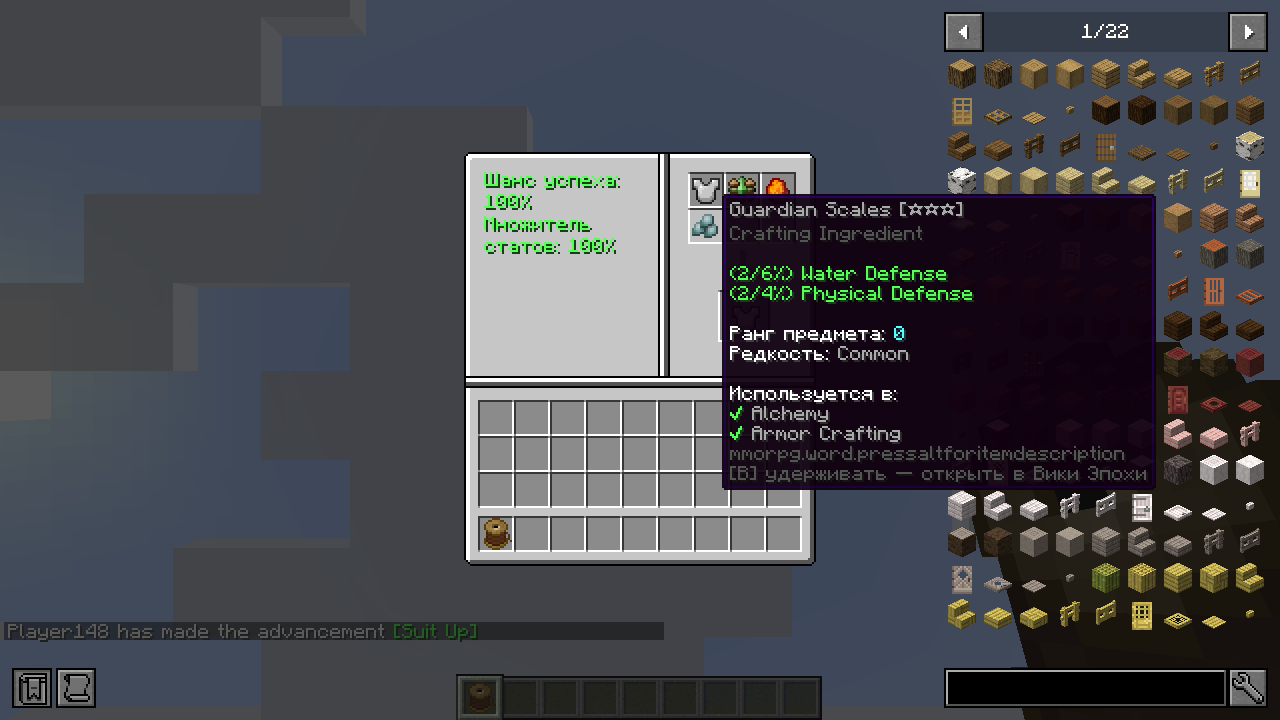 1/22
Шанс успеха:
100%
Множитель
статов: 100%
Guardian Scales [☆☆☆]
Crafting Ingredient
(2/6%) Water Defense
(2/4%) Physical Defense
Ранг предмета: 0
Редкость: Common
Используется в:
✓ Alchemy
✓ Armor Crafting
mmorpg.word.pressaltforitemdescription
[B] удерживать — открыть в Вики Эпохи
Player148 has made the advancement [Suit Up]